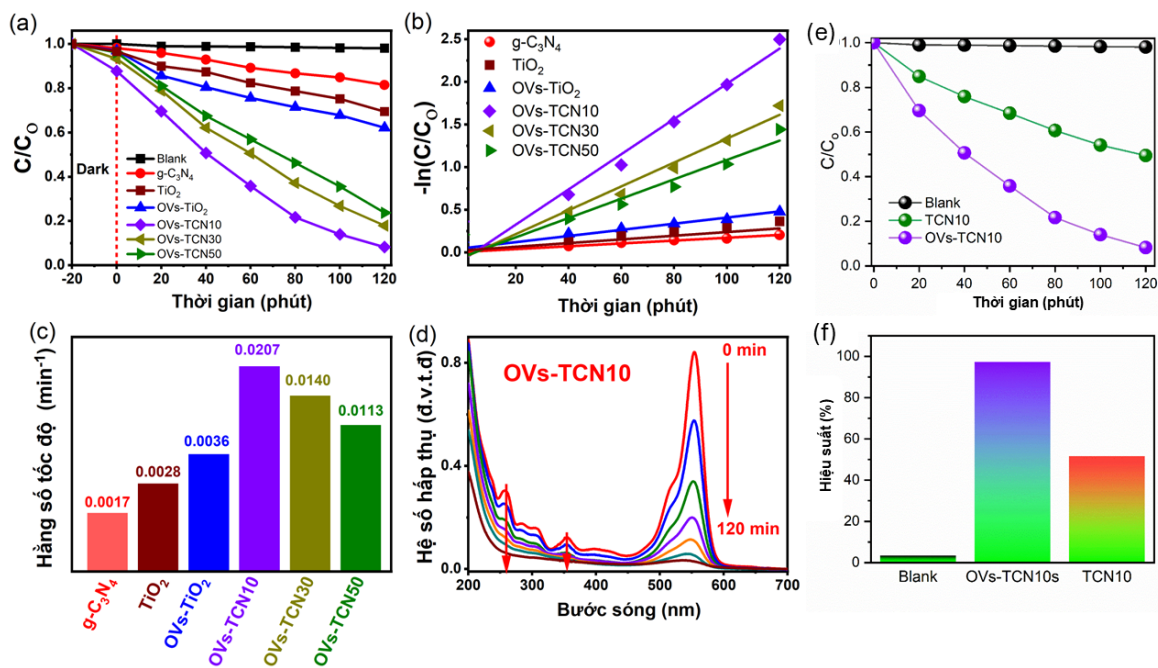 (a)
C/C_O
1.0
0.8
0.6
0.4
0.2
0.0
Dark
Blank
g-C₃N₄
TiO₂
OVs-TiO₂
OVs-TCN10
OVs-TCN30
OVs-TCN50
-20 0 20 40 60 80 100 120
Thời gian (phút)
(b)
-ln(C/C_O)
2.5
2.0
1.5
1.0
0.5
0.0
g-C₃N₄
TiO₂
OVs-TiO₂
OVs-TCN10
OVs-TCN30
OVs-TCN50
20 40 60 80 100 120
Thời gian (phút)
(e)
C/C₀
1.0
0.8
0.6
0.4
0.2
0.0
Blank
TCN10
OVs-TCN10
0 20 40 60 80 100 120
Thời gian (phút)
(c)
Hằng số tốc độ (min⁻¹)
0.0017
0.0028
0.0036
0.0207
0.0140
0.0113
g-C₃N₄
TiO₂
OVs-TiO₂
OVs-TCN10
OVs-TCN30
OVs-TCN50
(d)
Hệ số hấp thụ (đ.v.t.đ)
0.8
0.4
0.0
OVs-TCN10
0 min
120 min
200 300 400 500 600 700
Bước sóng (nm)
(f)
Hiệu suất (%)
100
80
60
40
20
0
Blank OVs-TCN10s TCN10